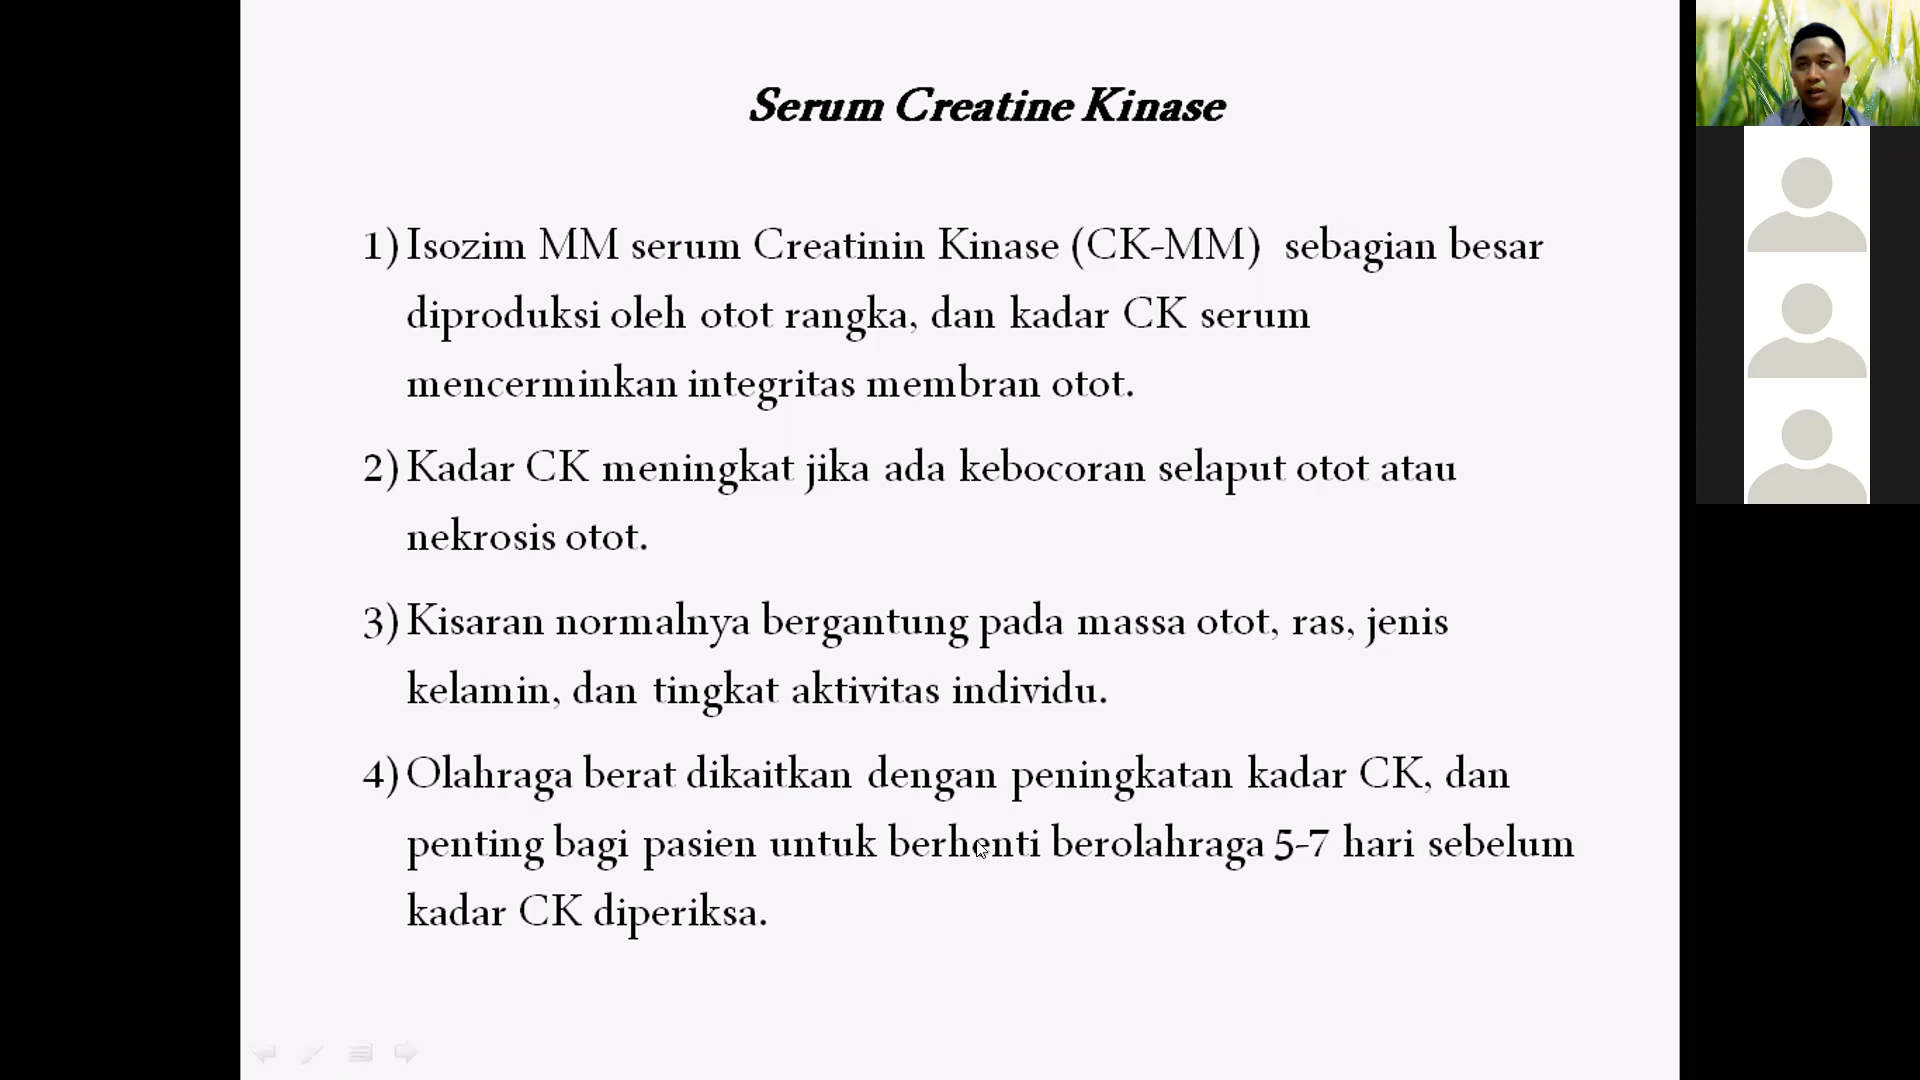 Serum Creatine Kinase
1) Isozim MM serum Creatinin Kinase (CK-MM) sebagian besar
diproduksi oleh otot rangka, dan kadar CK serum
mencerminkan integritas membran otot.
2) Kadar CK meningkat jika ada kebocoran selaput otot atau
nekrosis otot.
3) Kisaran normalnya bergantung pada massa otot, ras, jenis
kelamin, dan tingkat aktivitas individu.
4) Olahraga berat dikaitkan dengan peningkatan kadar CK, dan
penting bagi pasien untuk berhenti berolahraga 5-7 hari sebelum
kadar CK diperiksa.